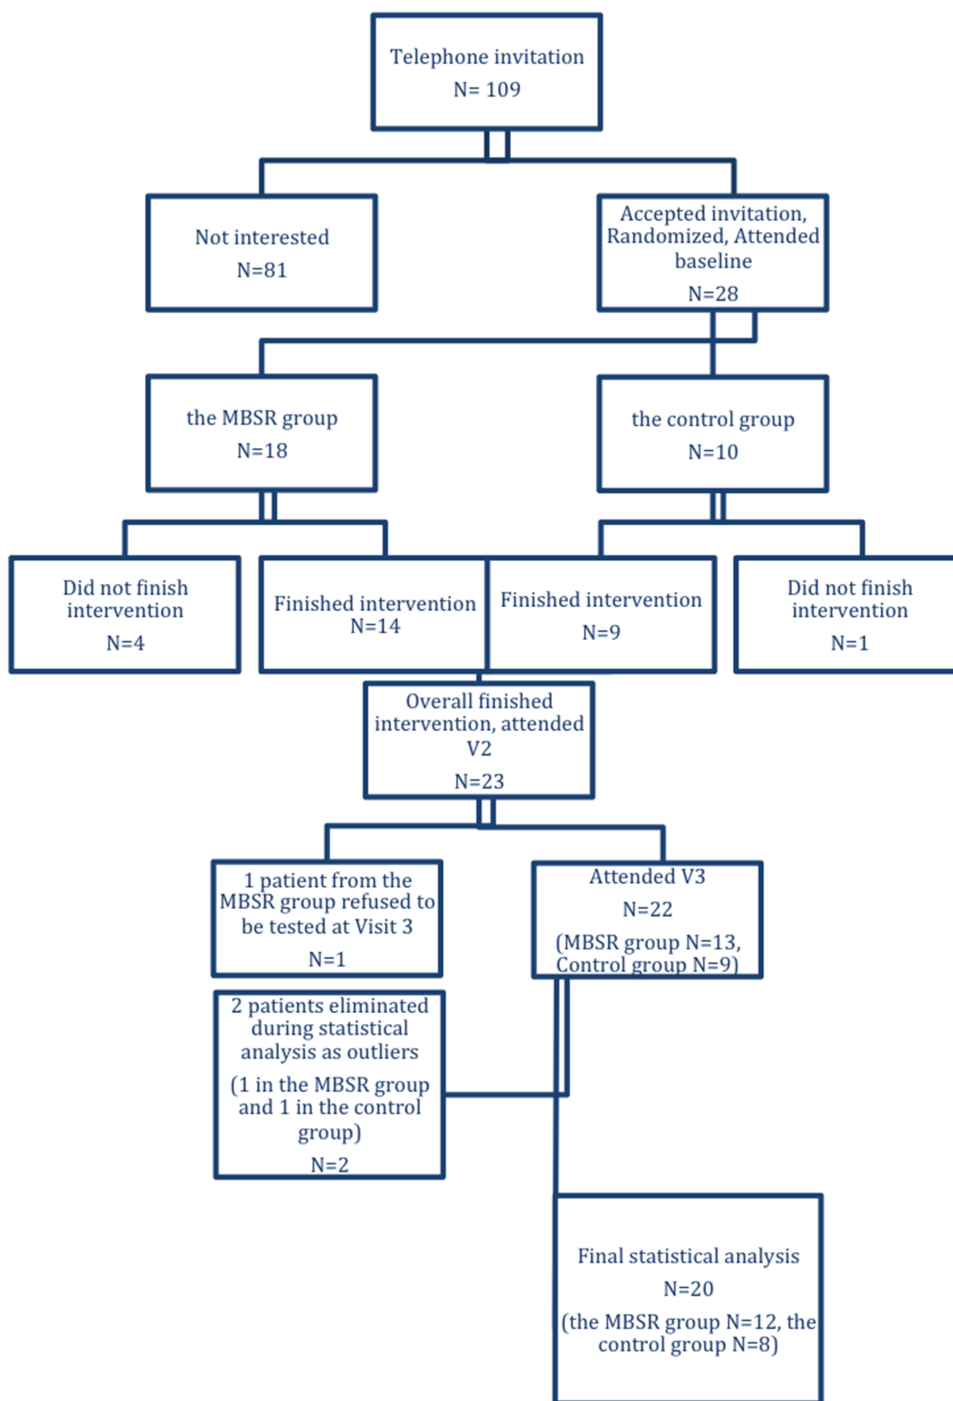 Telephone invitation
N= 109
Not interested
N=81
Accepted invitation,
Randomized, Attended
baseline
N=28
the MBSR group
N=18
the control group
N=10
Did not finish
intervention
N=4
Finished intervention
N=14
Finished intervention
N=9
Did not finish
intervention
N=1
Overall finished
intervention, attended
V2
N=23
1 patient from the
MBSR group refused to
be tested at Visit 3
N=1
Attended V3
N=22
(MBSR group N=13,
Control group N=9)
2 patients eliminated
during statistical
analysis as outliers
(1 in the MBSR group
and 1 in the control
group)
N=2
Final statistical analysis
N=20
(the MBSR group N=12, the
control group N=8)